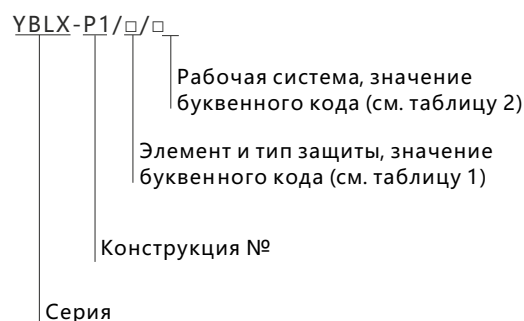 YBLX-P1/□/□
Рабочая система, значение
буквенного кода (см. таблицу 2)
Элемент и тип защиты, значение
буквенного кода (см. таблицу 1)
Конструкция №
Серия